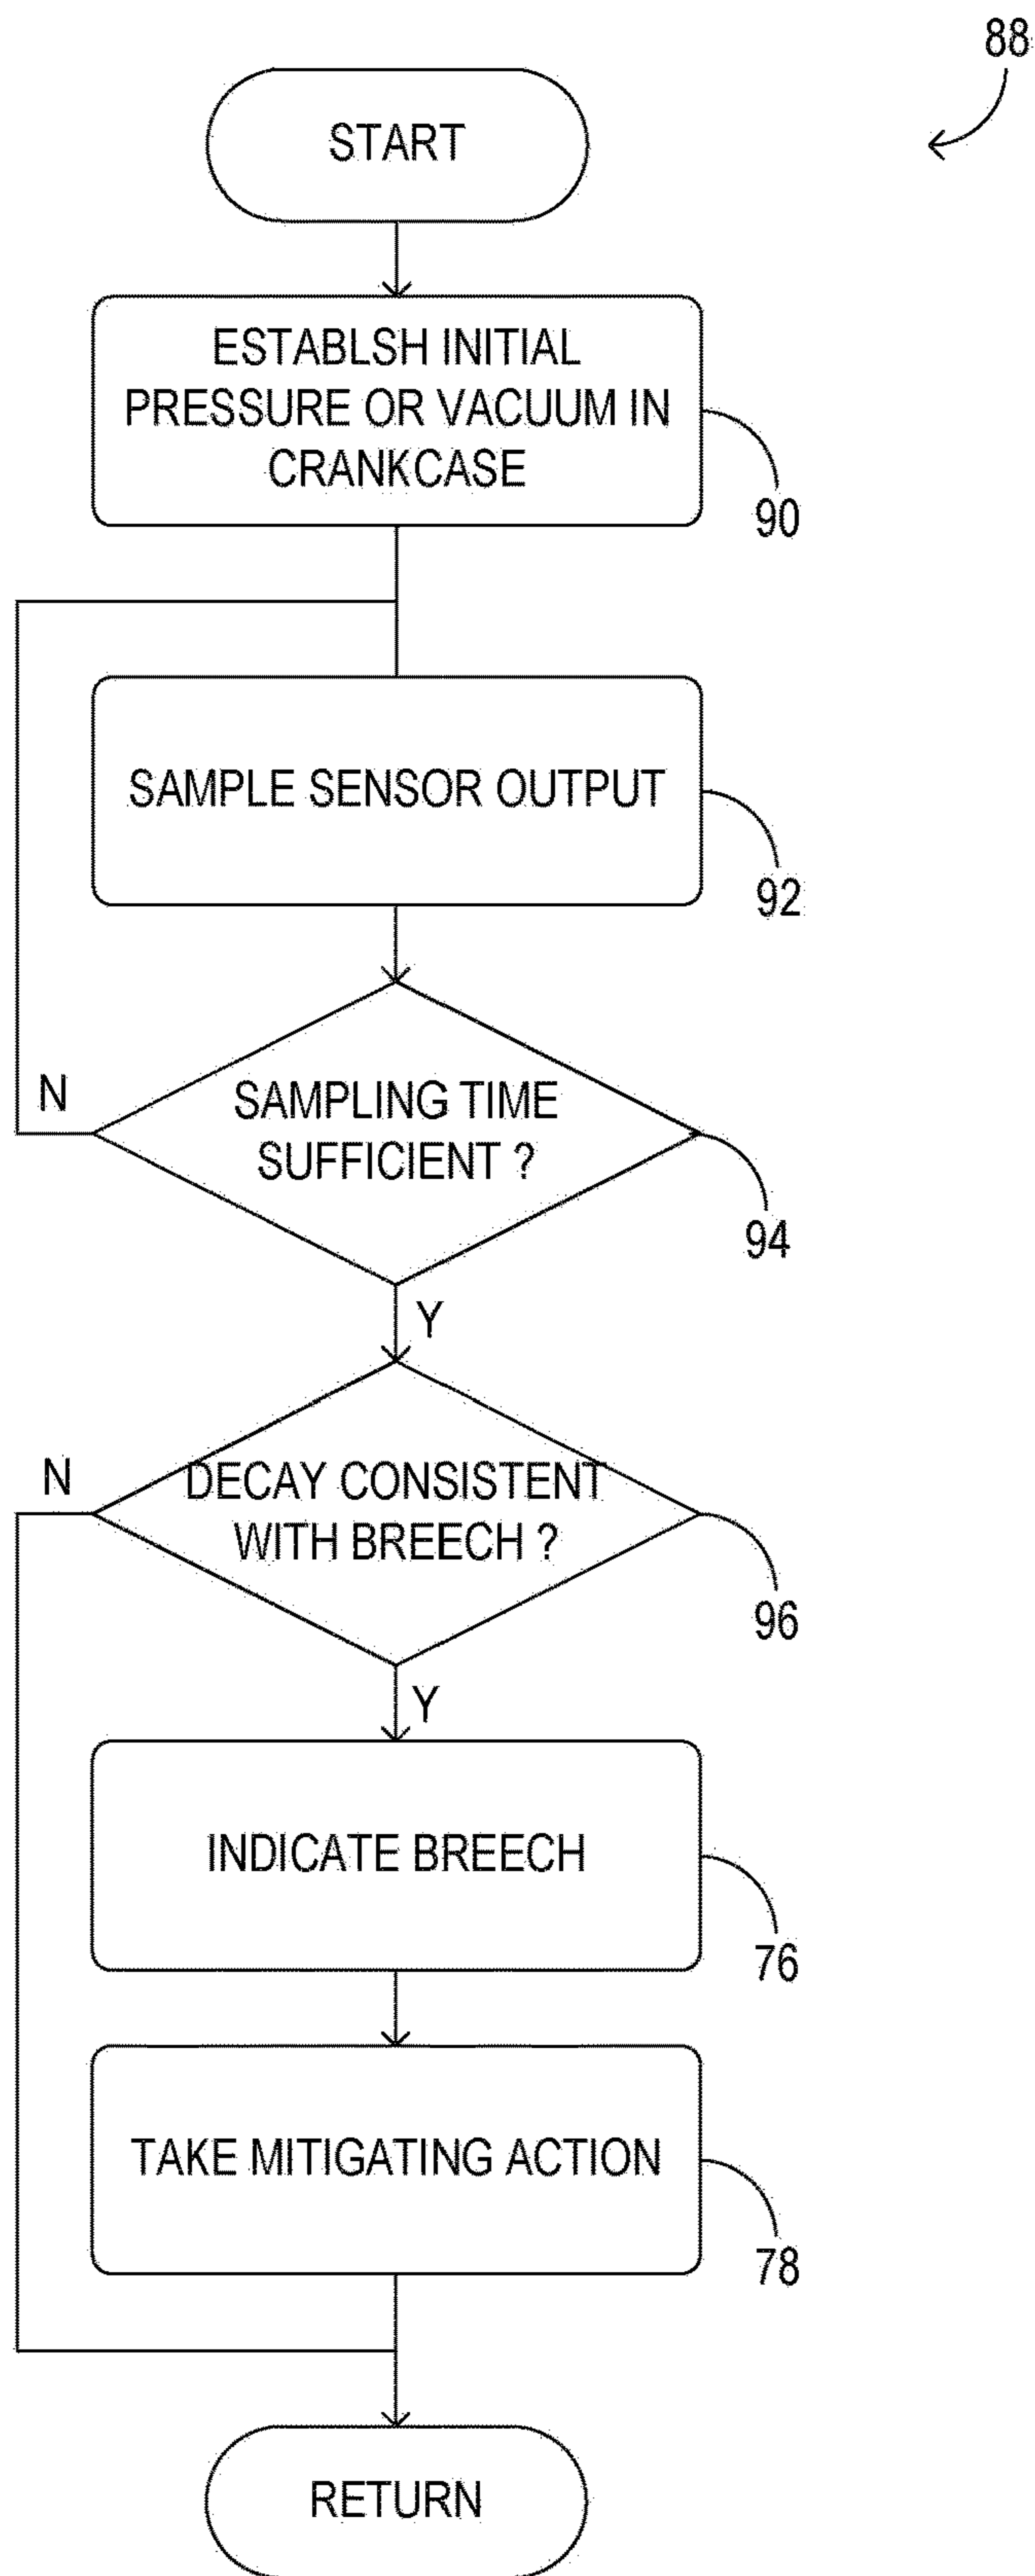 88
START
ESTABLSH INITIAL
PRESSURE OR VACUUM IN
CRANKCASE
90
SAMPLE SENSOR OUTPUT
92
N
SAMPLING TIME
SUFFICIENT ?
94
Y
N
DECAY CONSISTENT
WITH BREECH ?
96
Y
INDICATE BREECH
76
TAKE MITIGATING ACTION
78
RETURN